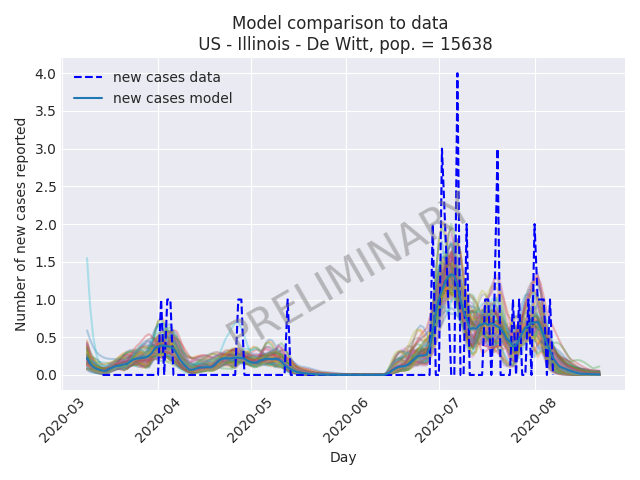 Model comparison to data
US - Illinois - De Witt, pop. = 15638
new cases data
new cases model
PRELIMINARY
Number of new cases reported
4.0
3.5
3.0
2.5
2.0
1.5
1.0
0.5
0.0
2020-03
2020-04
2020-05
2020-06
2020-07
2020-08
Day